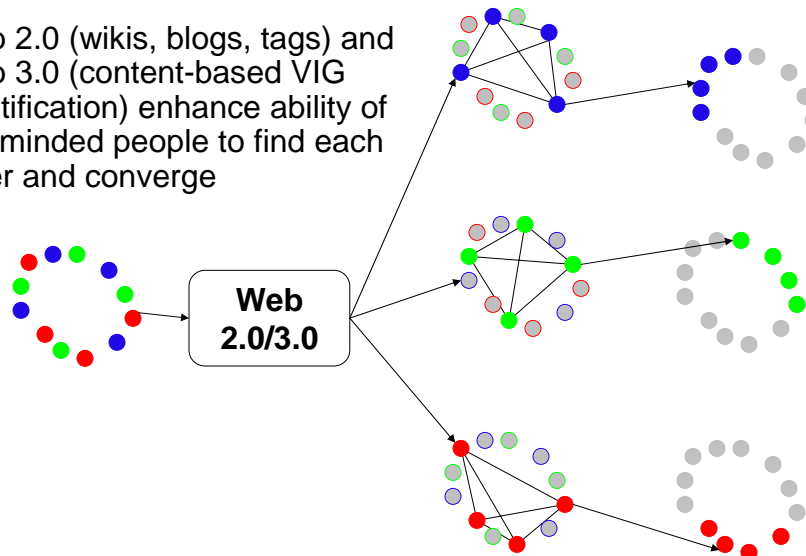 2.0 (wikis, blogs, tags) and
3.0 (content-based VIG
tification) enhance ability of
minded people to find each
er and converge
Web
2.0/3.0